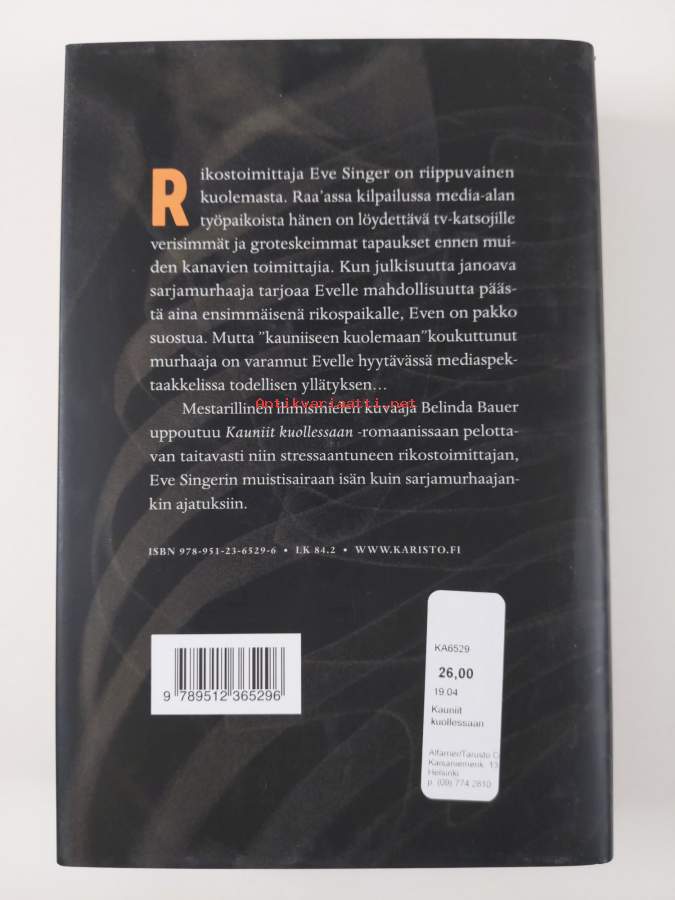 Rikostoimittaja Eve Singer on riippuvainen
kuolemasta. Raa'assa kilpailussa media-alan
työpaikoista hänen on löydettävä tv-katsojille
verisimmät ja groteskeimmat tapaukset ennen mui-
den kanavien toimittajia. Kun julkisuutta janoava
sarjamurhaaja tarjoaa Evelle mahdollisuutta pääs-
tä aina ensimmäisenä rikospaikalle, Even on pakko
suostua. Mutta ”kauniiseen kuolemaan”koukuttunut
murhaaja on varannut Evelle hyytävässä mediaspek-
taakkelissa todellisen yllätyksen…
Antikvariaatti.net
Mestarillinen ihmismielen kuvaaja Belinda Bauer
uppoutuu Kauniit kuollessaan -romaanissaan pelotta-
van taitavasti niin stressaantuneen rikostoimittajan,
Eve Singerin muistisairaan isän kuin sarjamurhaajan-
kin ajatuksiin.
ISBN 978-951-23-6529-6 • LK 84.2 • WWW.KARISTO.FI
9 789512 365296
KA6529
26,00
19.04
Kauniit
kuollessaan
Kaisaniemenk. 13
Helsinki
p. (09) 774 2810